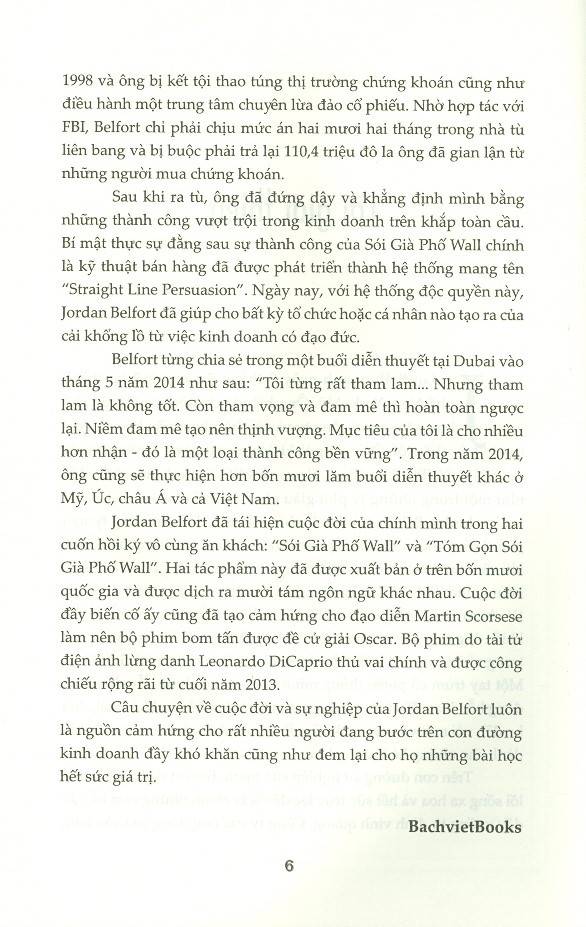 1998 và ông bị kết tội thao túng thị trường chứng khoán cũng như
điều hành một trung tâm chuyên lừa đảo cổ phiếu. Nhờ hợp tác với
FBI, Belfort chỉ phải chịu mức án hai mươi hai tháng trong nhà tù
liên bang và bị buộc phải trả lại 110,4 triệu đô la ông đã gian lận từ
những người mua chứng khoán.
Sau khi ra tù, ông đã đứng dậy và khẳng định mình bằng
những thành công vượt trội trong kinh doanh trên khắp toàn cầu.
Bí mật thực sự đằng sau sự thành công của Sói Già Phố Wall chính
là kỹ thuật bán hàng đã được phát triển thành hệ thống mang tên
“Straight Line Persuasion”. Ngày nay, với hệ thống độc quyền này,
Jordan Belfort đã giúp cho bất kỳ tổ chức hoặc cá nhân nào tạo ra của
cải khổng lồ từ việc kinh doanh có đạo đức.
Belfort từng chia sẻ trong một buổi diễn thuyết tại Dubai vào
tháng 5 năm 2014 như sau: “Tôi từng rất tham lam... Nhưng tham
lam là không tốt. Còn tham vọng và đam mê thì hoàn toàn ngược
lại. Niềm đam mê tạo nên thịnh vượng. Mục tiêu của tôi là cho nhiều
hơn nhận - đó là một loại thành công bền vững”. Trong năm 2014,
ông cũng sẽ thực hiện hơn bốn mươi lăm buổi diễn thuyết khác ở
Mỹ, Úc, châu Á và cả Việt Nam.
Jordan Belfort đã tái hiện cuộc đời của chính mình trong hai
cuốn hồi ký vô cùng ăn khách: “Sói Già Phố Wall” và “Tóm Gọn Sói
Già Phố Wall”. Hai tác phẩm này đã được xuất bản ở trên bốn mươi
quốc gia và được dịch ra mười tám ngôn ngữ khác nhau. Cuộc đời
đầy biến cố ấy cũng đã tạo cảm hứng cho đạo diễn Martin Scorsese
làm nên bộ phim bom tấn được đề cử giải Oscar. Bộ phim do tài tử
điện ảnh lừng danh Leonardo DiCaprio thủ vai chính và được công
chiếu rộng rãi từ cuối năm 2013.
Câu chuyện về cuộc đời và sự nghiệp của Jordan Belfort luôn
là nguồn cảm hứng cho rất nhiều người đang bước trên con đường
kinh doanh đầy khó khăn cũng như đem lại cho họ những bài học
hết sức giá trị.
BachvietBooks
6